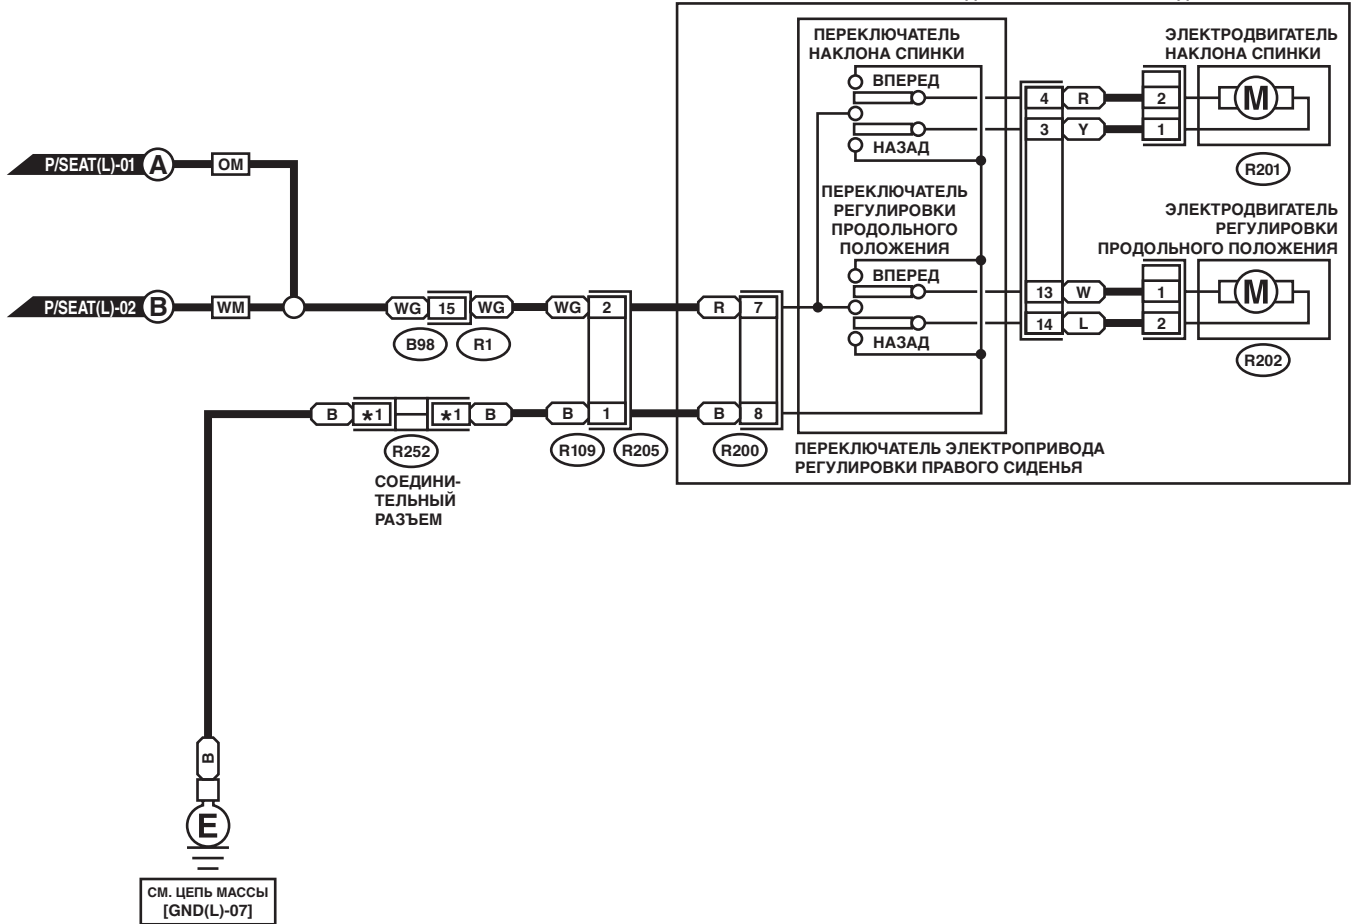 ПЕРЕКЛЮЧАТЕЛЬ
НАКЛОНА СПИНКИ
ЭЛЕКТРОДВИГАТЕЛЬ
НАКЛОНА СПИНКИ
ВПЕРЕД
4 R 2
M
3 Y 1
НАЗАД
R201
P/SEAT(L)-01 A OM
ПЕРЕКЛЮЧАТЕЛЬ
РЕГУЛИРОВКИ
ПРОДОЛЬНОГО
ПОЛОЖЕНИЯ
ЭЛЕКТРОДВИГАТЕЛЬ
РЕГУЛИРОВКИ
ПРОДОЛЬНОГО ПОЛОЖЕНИЯ
ВПЕРЕД
13 W 1
M
14 L 2
НАЗАД
R202
P/SEAT(L)-02 B WM
WG 15 WG
WG 2
R 7
B98 R1
B *1 *1 B
B 1
B 8
R252
R109 R205
R200
СОЕДИНИ-
ТЕЛЬНЫЙ
РАЗЪЕМ
ПЕРЕКЛЮЧАТЕЛЬ ЭЛЕКТРОПРИВОДА
РЕГУЛИРОВКИ ПРАВОГО СИДЕНЬЯ
B
E
СМ. ЦЕПЬ МАССЫ
[GND(L)-07]